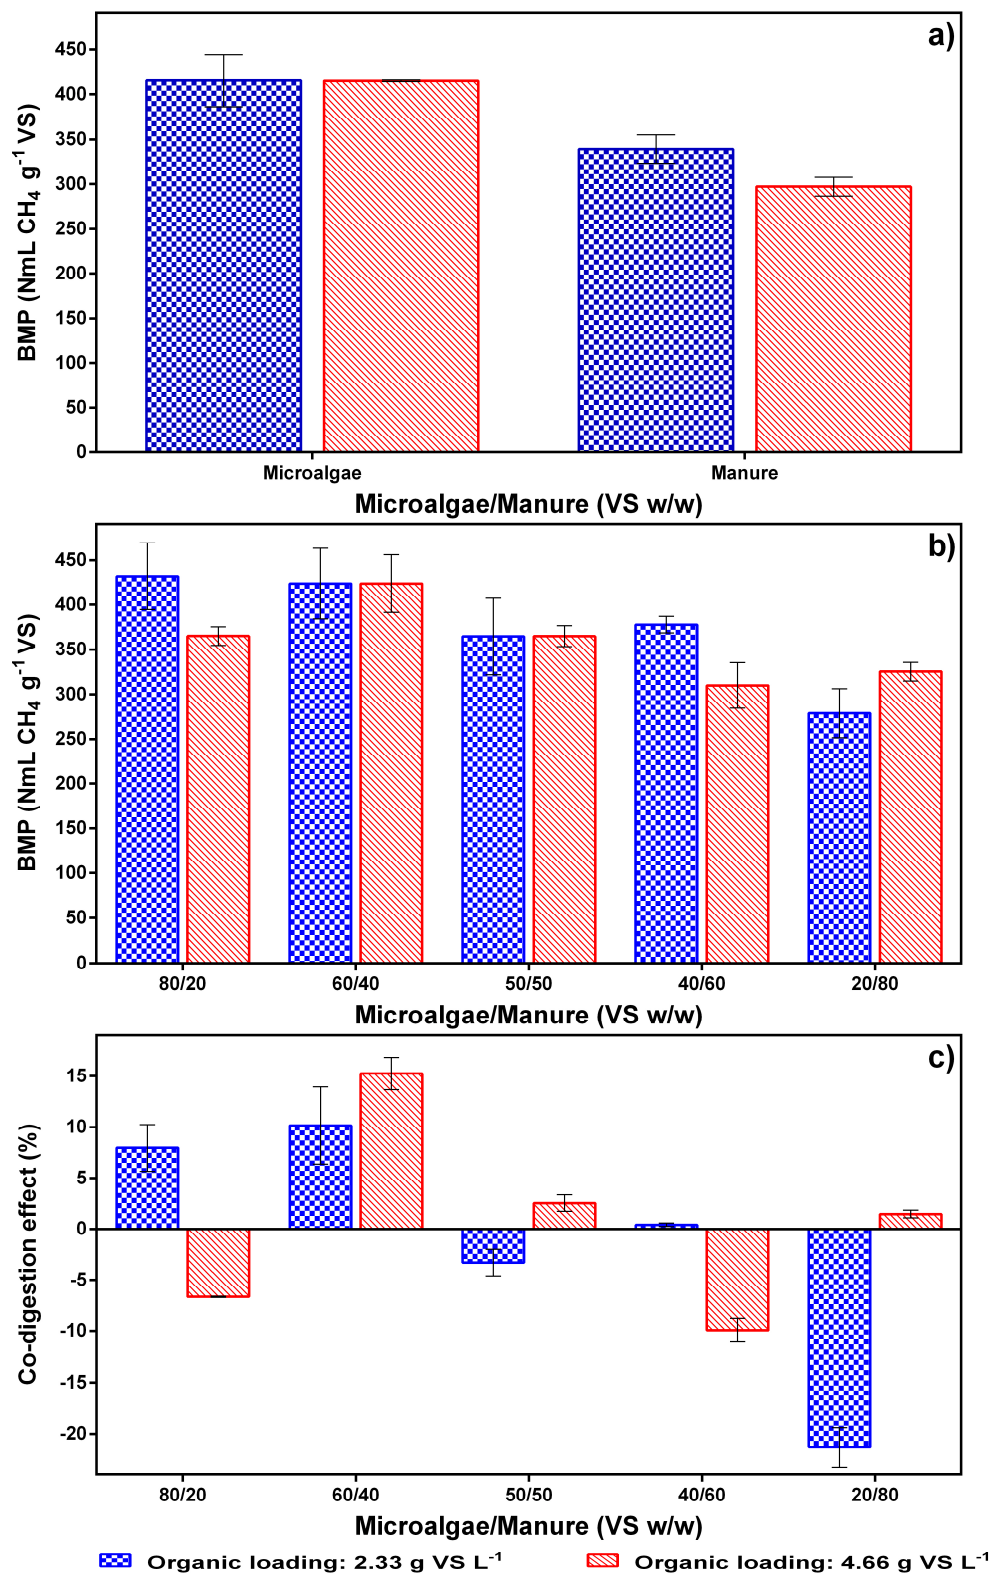 a)
450
400
350
300
250
200
150
100
50
0
BMP (NmL CH4 g-1 VS)
Microalgae Manure
Microalgae/Manure (VS w/w)
b)
450
400
350
300
250
200
150
100
50
0
BMP (NmL CH4 g-1 VS)
80/20 60/40 50/50 40/60 20/80
Microalgae/Manure (VS w/w)
c)
15
10
5
0
-5
-10
-15
-20
Co-digestion effect (%)
80/20 60/40 50/50 40/60 20/80
Microalgae/Manure (VS w/w)
Organic loading: 2.33 g VS L-1 Organic loading: 4.66 g VS L-1